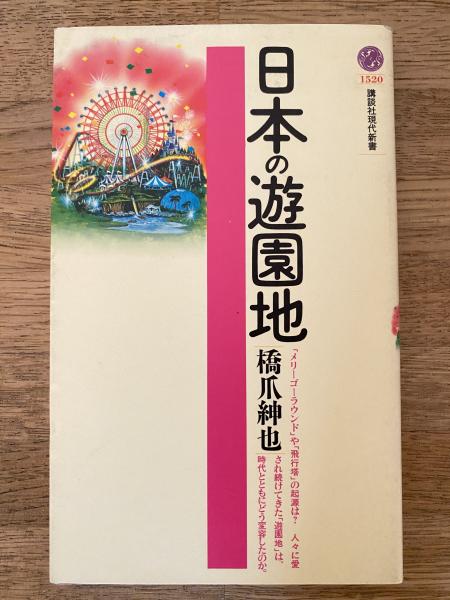 1520
講談社現代新書
日本の遊園地
橋爪紳也
「メリーゴーラウンド」や「飛行塔」の起源は? 人々に愛
され続けてきた「遊園地」は、
時代とともにどう変容したのか。